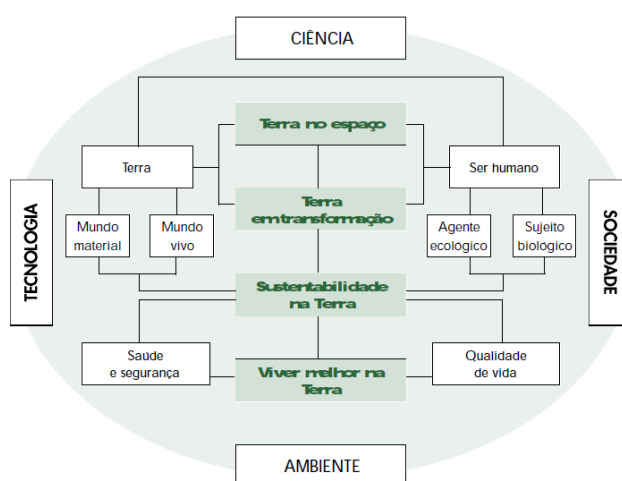 CIÊNCIA
Terra no espaço
Terra
Ser humano
Terra
em transformação
TECNOLOGIA
SOCIEDADE
Mundo
material
Mundo
vivo
Agente
ecológico
Sujeito
biológico
Sustentabilidade
na Terra
Saúde
e segurança
Viver melhor na
Terra
Qualidade
de vida
AMBIENTE